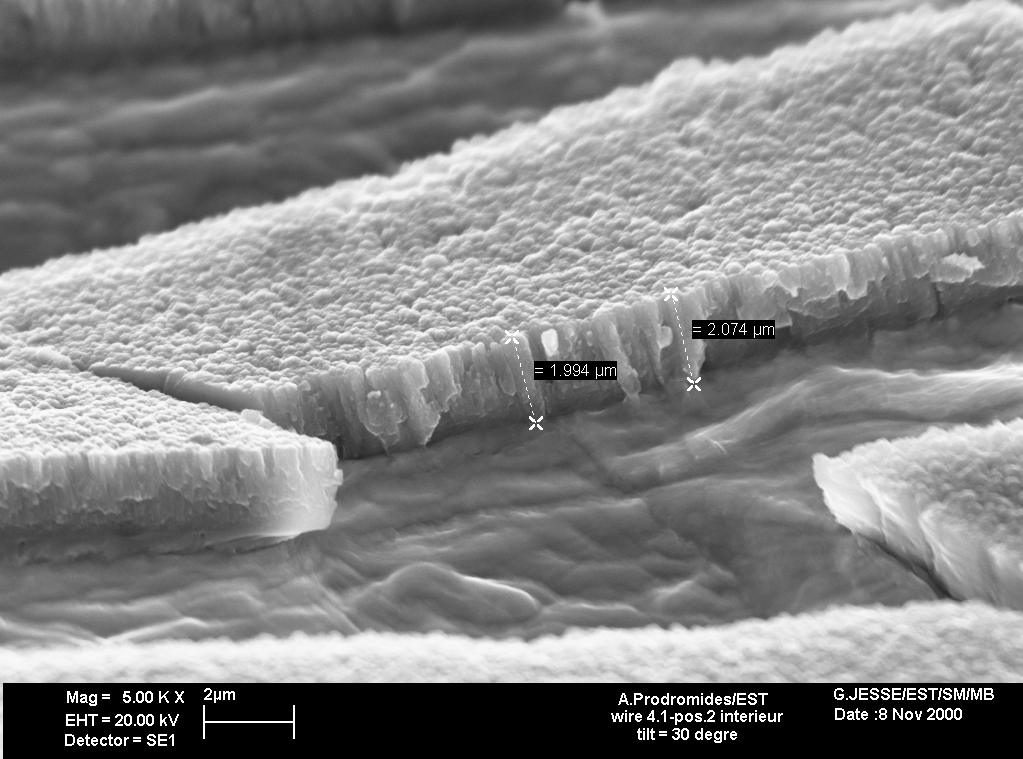 = 2.074 µm
= 1.994 µm
Mag = 5.00 K X
2µm
EHT = 20.00 kV
Detector = SE1
A.Prodromides/EST
wire 4.1-pos.2 interieur
tilt = 30 degre
G.JESSE/EST/SM/MB
Date :8 Nov 2000